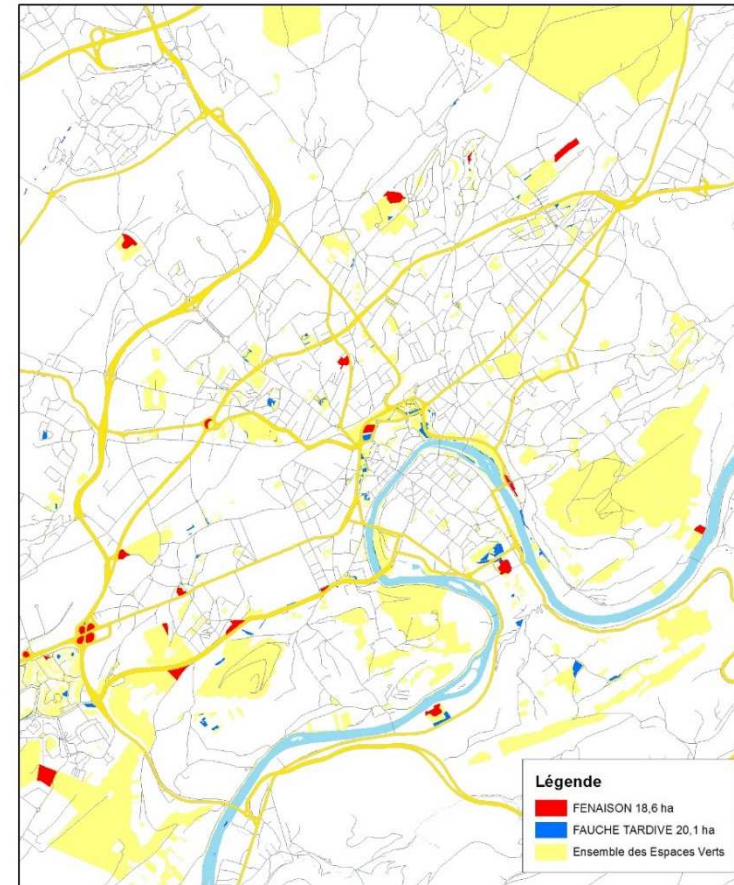 Légende
FENAISON 18,6 ha
FAUCHE TARDIVE 20,1 ha
Ensemble des Espaces Verts